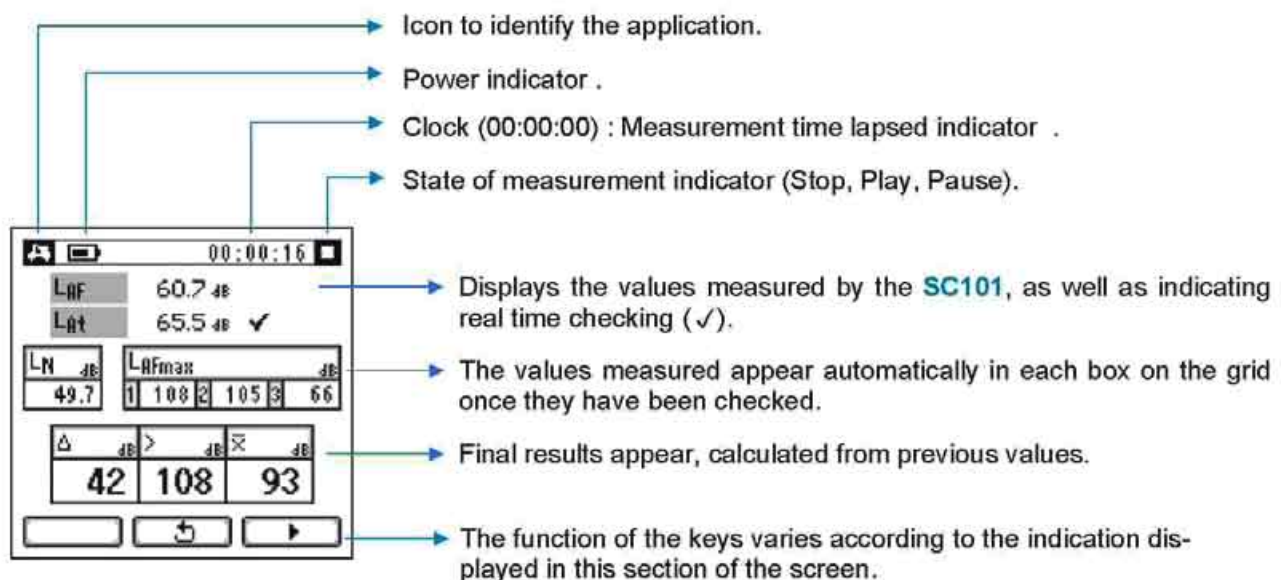 Icon to identify the application.
Power indicator .
Clock (00:00:00) : Measurement time lapsed indicator .
State of measurement indicator (Stop, Play, Pause).
00:00:16
LAF 60.7 dB
LAt 65.5 dB ✓
Displays the values measured by the SC101, as well as indicating
real time checking (✓).
LN dB LAFmax dB
49.7 1 108 2 105 3 66
The values measured appear automatically in each box on the grid
once they have been checked.
Δ dB > dB x̅ dB
42 108 93
Final results appear, calculated from previous values.
The function of the keys varies according to the indication dis-
played in this section of the screen.